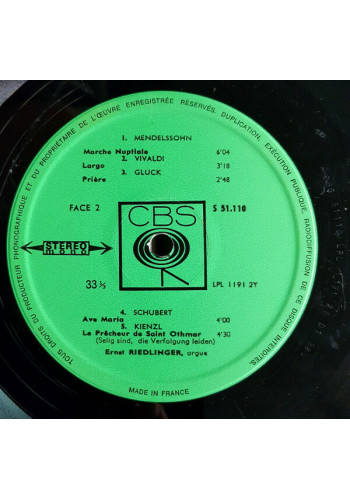 TOUS DROITS DU PRODUCTEUR PHONOGRAPHIQUE ET DU PROPRIÉTAIRE DE L'ŒUVRE ENREGISTRÉE RÉSERVÉS. DUPLICATION, EXÉCUTION PUBLIQUE, RADIODIFFUSION DE CE DISQUE INTERDITES.
1. MENDELSSOHN
Marche Nuptiale 6'04
2. VIVALDI
Largo 3'18
3. GLUCK
Prière 2'48
FACE 2
CBS
S 51.110
STEREO
mono
33⅓
LPL 1191 2Y
4. SCHUBERT
Ave Maria 4'00
5. KIENZL
Le Prêcheur de Saint Othmar 4'30
(Selig sind, die Verfolgung leiden)
Ernst RIEDLINGER, orgue
MADE IN FRANCE